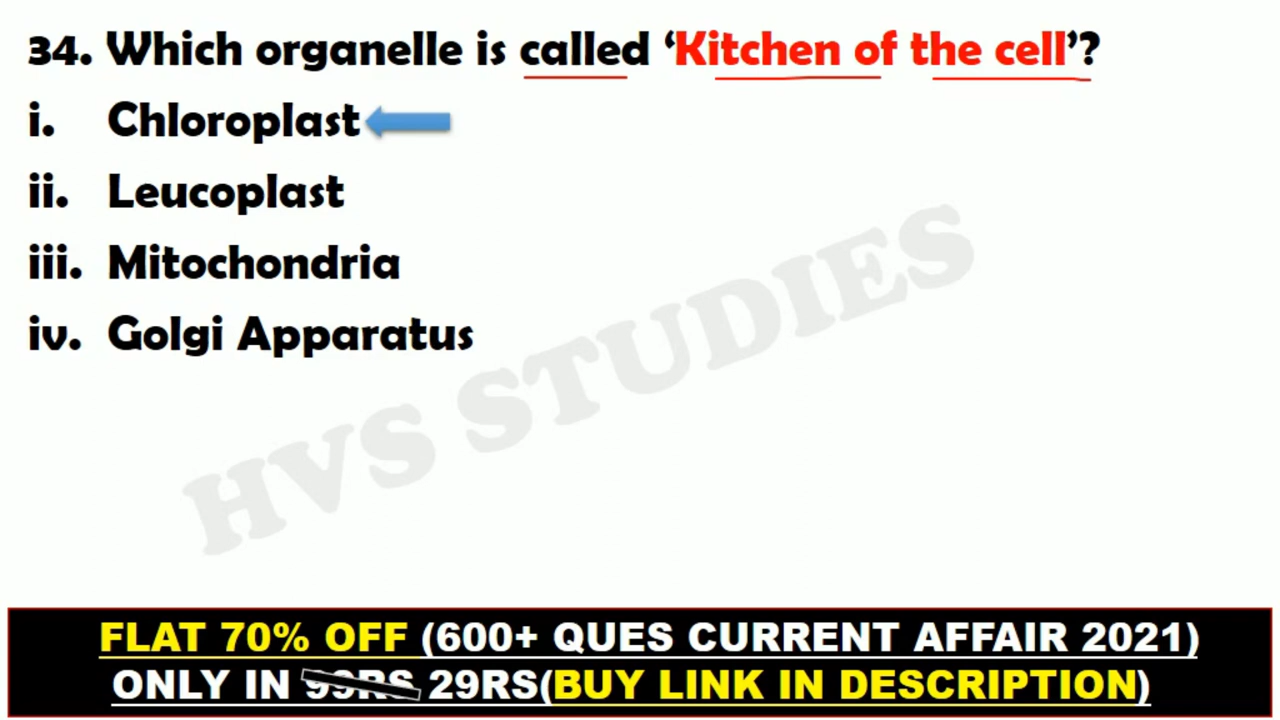 34. Which organelle is called ‘Kitchen of the cell’?
i. Chloroplast
ii. Leucoplast
iii. Mitochondria
iv. Golgi Apparatus
HVS STUDIES
FLAT 70% OFF (600+ QUES CURRENT AFFAIR 2021)
ONLY IN 99RS 29RS(BUY LINK IN DESCRIPTION)